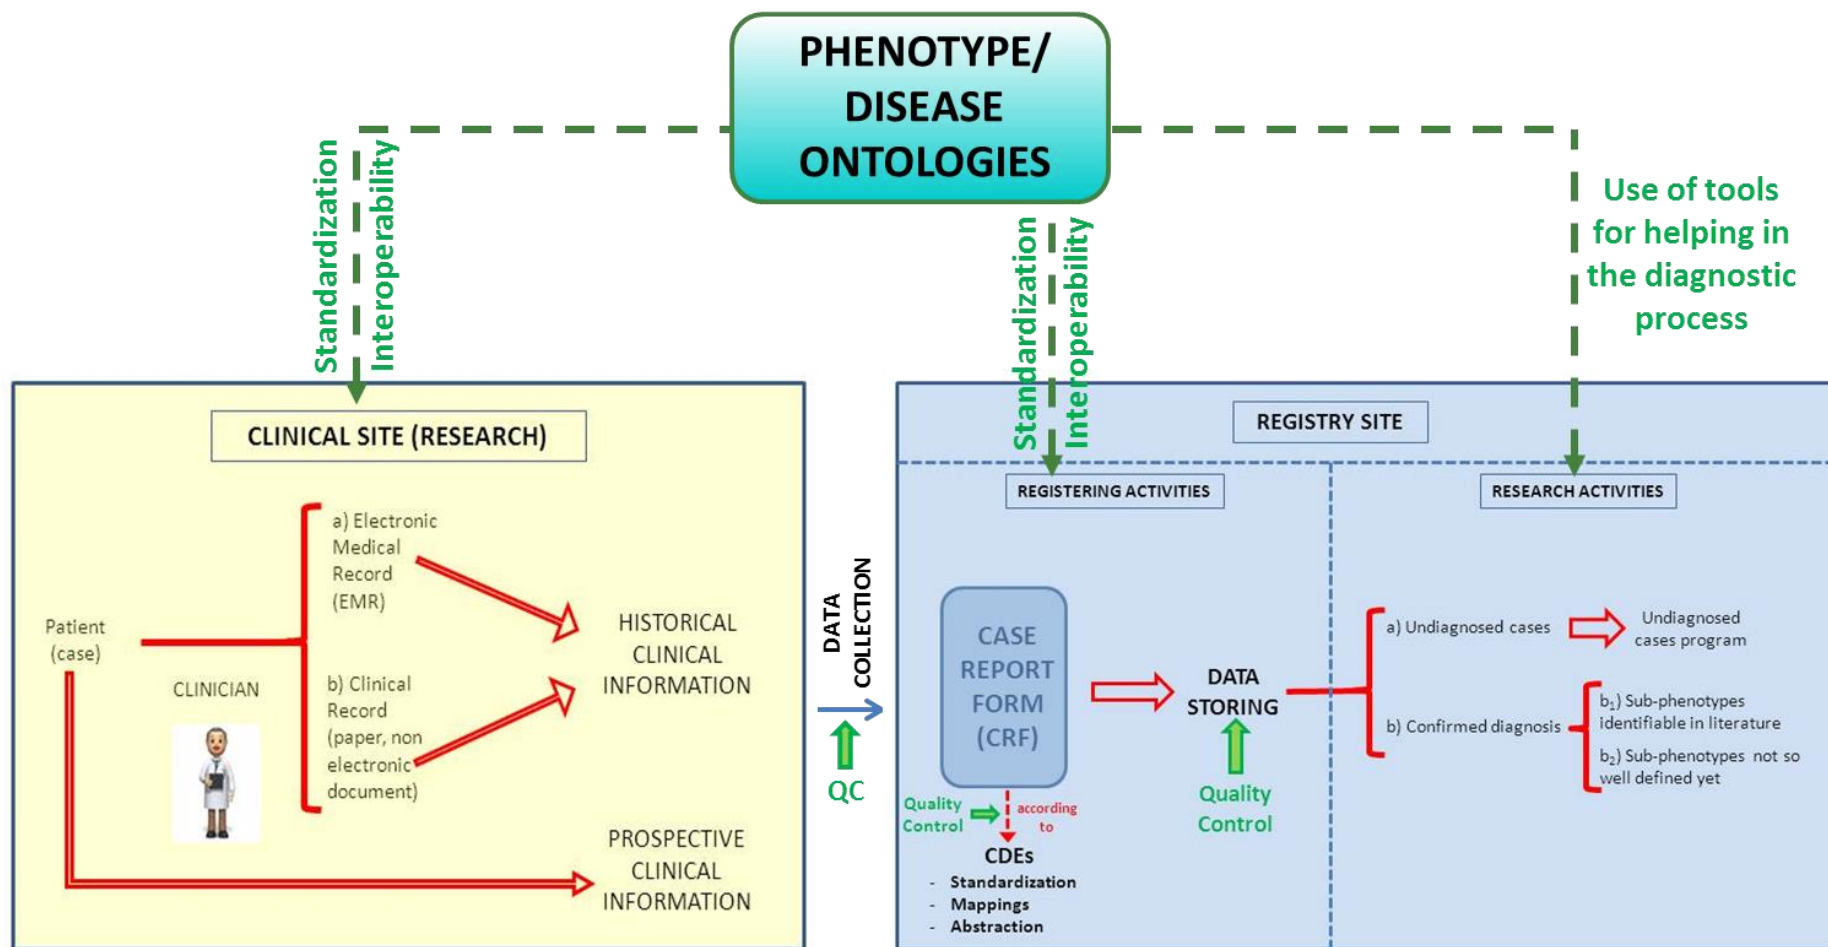 PHENOTYPE/
DISEASE
ONTOLOGIES
Standardization
Interoperability
Standardization
Interoperability
Use of tools
for helping in
the diagnostic
process
CLINICAL SITE (RESEARCH)
a) Electronic
Medical
Record
(EMR)
Patient
(case)
CLINICIAN
b) Clinical
Record
(paper, non
electronic
document)
HISTORICAL
CLINICAL
INFORMATION
PROSPECTIVE
CLINICAL
INFORMATION
DATA
COLLECTION
QC
REGISTRY SITE
REGISTERING ACTIVITIES
CASE
REPORT
FORM
(CRF)
Quality
Control
according
to
CDEs
- Standardization
- Mappings
- Abstraction
DATA
STORING
Quality
Control
RESEARCH ACTIVITIES
a) Undiagnosed cases
Undiagnosed
cases program
b) Confirmed diagnosis
b₁) Sub-phenotypes
identifiable in literature
b₂) Sub-phenotypes not so
well defined yet